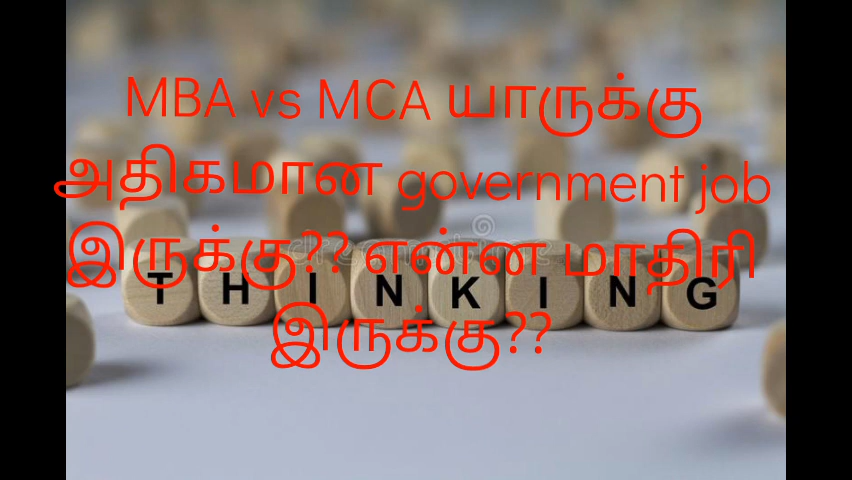 MBA vs MCA யாருக்கு
அதிகமான government job
இருக்கு?? என்ன மாதிரி
இருக்கு??
THINKING